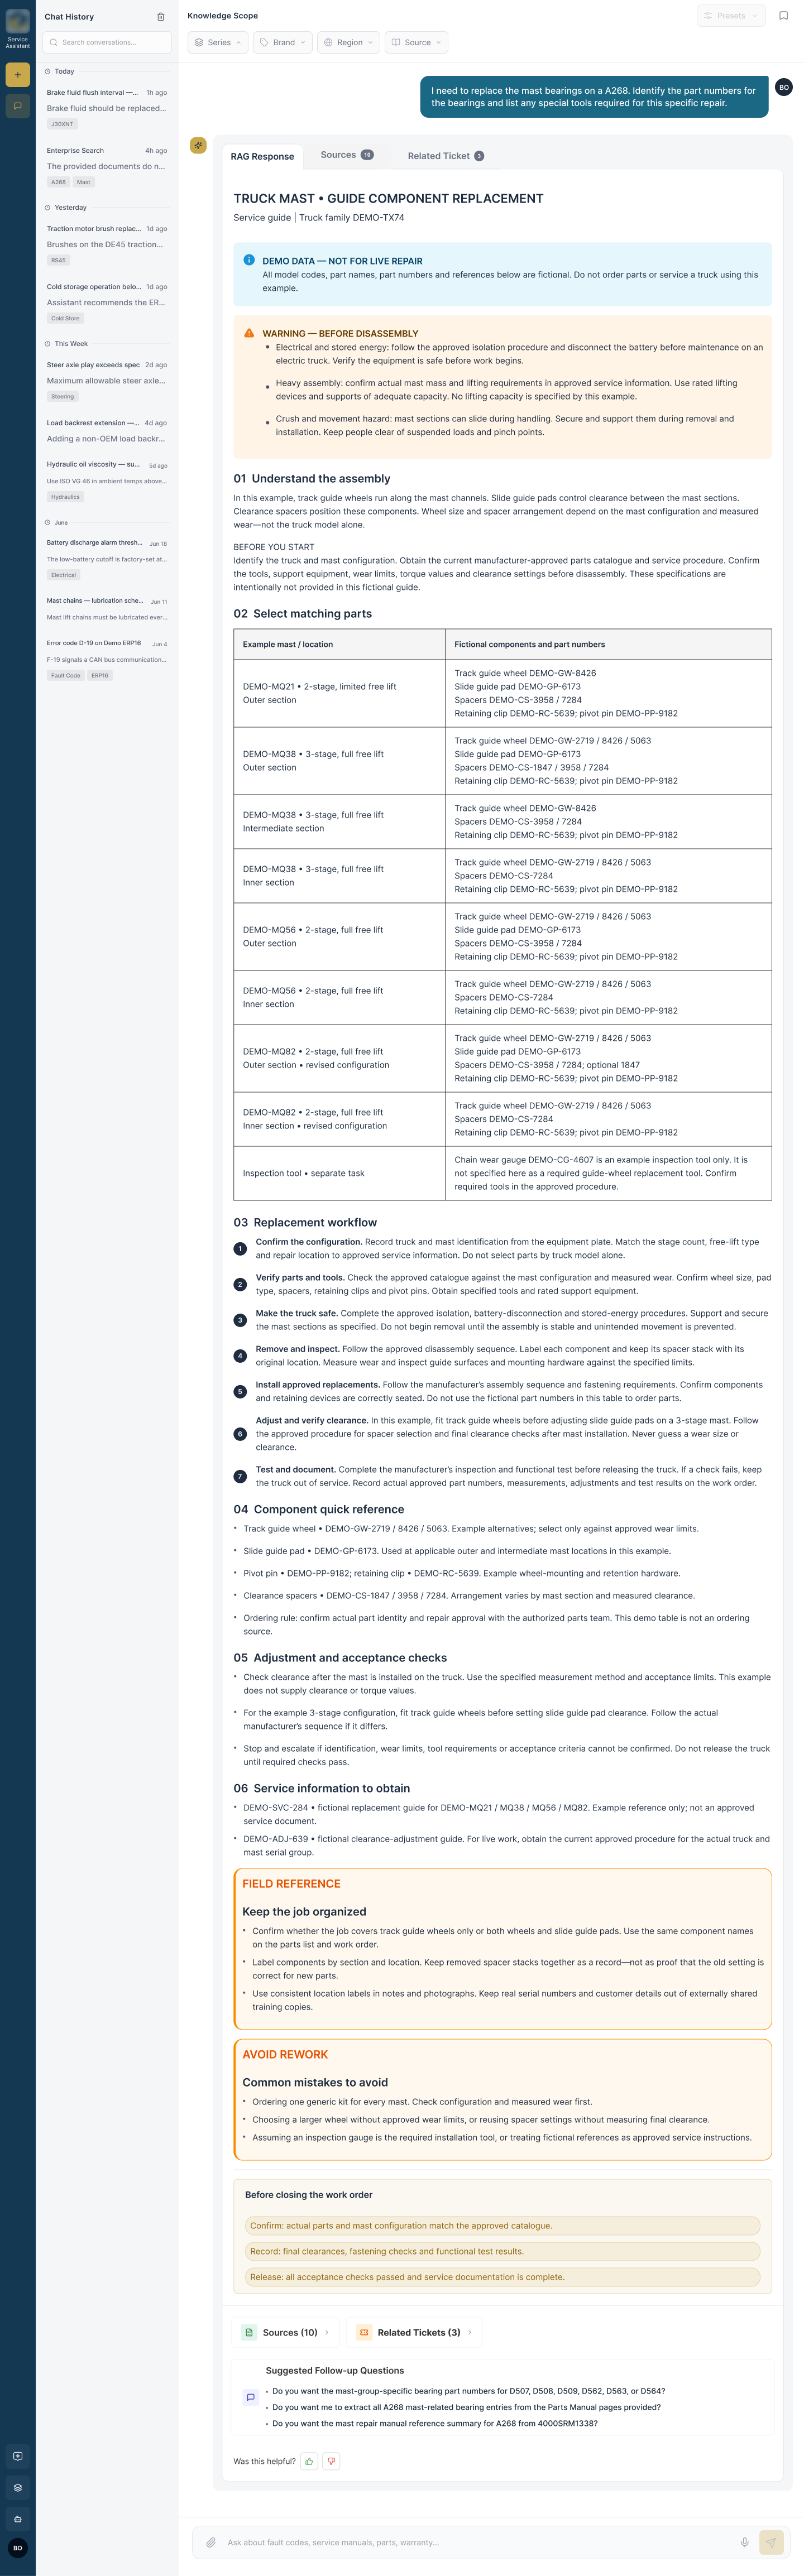 Service
Assistant
Chat History
Search conversations...
Today
Brake fluid flush interval —... 1h ago
Brake fluid should be replaced...
J30XNT
Enterprise Search 4h ago
The provided documents do n...
A268 Mast
Yesterday
Traction motor brush replac... 1d ago
Brushes on the DE45 traction...
RS45
Cold storage operation belo... 1d ago
Assistant recommends the ER...
Cold Store
This Week
Steer axle play exceeds spec 2d ago
Maximum allowable steer axle...
Steering
Load backrest extension —... 4d ago
Adding a non-OEM load backr...
Hydraulic oil viscosity — su... 5d ago
Use ISO VG 46 in ambient temps above...
Hydraulics
June
Battery discharge alarm thresh... Jun 18
The low-battery cutoff is factory-set at...
Electrical
Mast chains — lubrication sche... Jun 11
Mast lift chains must be lubricated ever...
Error code D-19 on Demo ERP16 Jun 4
F-19 signals a CAN bus communication...
Fault Code ERP16
BO
Knowledge Scope
Presets
Series Brand Region Source
I need to replace the mast bearings on a A268. Identify the part numbers for
the bearings and list any special tools required for this specific repair.
BO
RAG Response Sources 10 Related Ticket 3
TRUCK MAST • GUIDE COMPONENT REPLACEMENT
Service guide | Truck family DEMO-TX74
DEMO DATA — NOT FOR LIVE REPAIR
All model codes, part names, part numbers and references below are fictional. Do not order parts or service a truck using this
example.
WARNING — BEFORE DISASSEMBLY
• Electrical and stored energy: follow the approved isolation procedure and disconnect the battery before maintenance on an
electric truck. Verify the equipment is safe before work begins.
• Heavy assembly: confirm actual mast mass and lifting requirements in approved service information. Use rated lifting
devices and supports of adequate capacity. No lifting capacity is specified by this example.
• Crush and movement hazard: mast sections can slide during handling. Secure and support them during removal and
installation. Keep people clear of suspended loads and pinch points.
01 Understand the assembly
In this example, track guide wheels run along the mast channels. Slide guide pads control clearance between the mast sections.
Clearance spacers position these components. Wheel size and spacer arrangement depend on the mast configuration and measured
wear—not the truck model alone.
BEFORE YOU START
Identify the truck and mast configuration. Obtain the current manufacturer-approved parts catalogue and service procedure. Confirm
the tools, support equipment, wear limits, torque values and clearance settings before disassembly. These specifications are
intentionally not provided in this fictional guide.
02 Select matching parts
Example mast / location Fictional components and part numbers
DEMO-MQ21 • 2-stage, limited free lift
Outer section
Track guide wheel DEMO-GW-8426
Slide guide pad DEMO-GP-6173
Spacers DEMO-CS-3958 / 7284
Retaining clip DEMO-RC-5639; pivot pin DEMO-PP-9182
DEMO-MQ38 • 3-stage, full free lift
Outer section
Track guide wheel DEMO-GW-2719 / 8426 / 5063
Slide guide pad DEMO-GP-6173
Spacers DEMO-CS-1847 / 3958 / 7284
Retaining clip DEMO-RC-5639; pivot pin DEMO-PP-9182
DEMO-MQ38 • 3-stage, full free lift
Intermediate section
Track guide wheel DEMO-GW-8426
Spacers DEMO-CS-3958 / 7284
Retaining clip DEMO-RC-5639; pivot pin DEMO-PP-9182
DEMO-MQ38 • 3-stage, full free lift
Inner section
Track guide wheel DEMO-GW-2719 / 8426 / 5063
Spacers DEMO-CS-7284
Retaining clip DEMO-RC-5639; pivot pin DEMO-PP-9182
DEMO-MQ56 • 2-stage, full free lift
Outer section
Track guide wheel DEMO-GW-2719 / 8426 / 5063
Slide guide pad DEMO-GP-6173
Spacers DEMO-CS-3958 / 7284
Retaining clip DEMO-RC-5639; pivot pin DEMO-PP-9182
DEMO-MQ56 • 2-stage, full free lift
Inner section
Track guide wheel DEMO-GW-2719 / 8426 / 5063
Spacers DEMO-CS-7284
Retaining clip DEMO-RC-5639; pivot pin DEMO-PP-9182
DEMO-MQ82 • 2-stage, full free lift
Outer section • revised configuration
Track guide wheel DEMO-GW-2719 / 8426 / 5063
Slide guide pad DEMO-GP-6173
Spacers DEMO-CS-3958 / 7284; optional 1847
Retaining clip DEMO-RC-5639; pivot pin DEMO-PP-9182
DEMO-MQ82 • 2-stage, full free lift
Inner section • revised configuration
Track guide wheel DEMO-GW-2719 / 8426 / 5063
Spacers DEMO-CS-7284
Retaining clip DEMO-RC-5639; pivot pin DEMO-PP-9182
Inspection tool • separate task
Chain wear gauge DEMO-CG-4607 is an example inspection tool only. It is
not specified here as a required guide-wheel replacement tool. Confirm
required tools in the approved procedure.
03 Replacement workflow
1 Confirm the configuration. Record truck and mast identification from the equipment plate. Match the stage count, free-lift type
and repair location to approved service information. Do not select parts by truck model alone.
2 Verify parts and tools. Check the approved catalogue against the mast configuration and measured wear. Confirm wheel size, pad
type, spacers, retaining clips and pivot pins. Obtain specified tools and rated support equipment.
3 Make the truck safe. Complete the approved isolation, battery-disconnection and stored-energy procedures. Support and secure
the mast sections as specified. Do not begin removal until the assembly is stable and unintended movement is prevented.
4 Remove and inspect. Follow the approved disassembly sequence. Label each component and keep its spacer stack with its
original location. Measure wear and inspect guide surfaces and mounting hardware against the specified limits.
5 Install approved replacements. Follow the manufacturer's assembly sequence and fastening requirements. Confirm components
and retaining devices are correctly seated. Do not use the fictional part numbers in this table to order parts.
6 Adjust and verify clearance. In this example, fit track guide wheels before adjusting slide guide pads on a 3-stage mast. Follow
the approved procedure for spacer selection and final clearance checks after mast installation. Never guess a wear size or
clearance.
7 Test and document. Complete the manufacturer's inspection and functional test before releasing the truck. If a check fails, keep
the truck out of service. Record actual approved part numbers, measurements, adjustments and test results on the work order.
04 Component quick reference
• Track guide wheel • DEMO-GW-2719 / 8426 / 5063. Example alternatives; select only against approved wear limits.
• Slide guide pad • DEMO-GP-6173. Used at applicable outer and intermediate mast locations in this example.
• Pivot pin • DEMO-PP-9182; retaining clip • DEMO-RC-5639. Example wheel-mounting and retention hardware.
• Clearance spacers • DEMO-CS-1847 / 3958 / 7284. Arrangement varies by mast section and measured clearance.
• Ordering rule: confirm actual part identity and repair approval with the authorized parts team. This demo table is not an ordering
source.
05 Adjustment and acceptance checks
• Check clearance after the mast is installed on the truck. Use the specified measurement method and acceptance limits. This example
does not supply clearance or torque values.
• For the example 3-stage configuration, fit track guide wheels before setting slide guide pad clearance. Follow the actual
manufacturer's sequence if it differs.
• Stop and escalate if identification, wear limits, tool requirements or acceptance criteria cannot be confirmed. Do not release the truck
until required checks pass.
06 Service information to obtain
• DEMO-SVC-284 • fictional replacement guide for DEMO-MQ21 / MQ38 / MQ56 / MQ82. Example reference only; not an approved
service document.
• DEMO-ADJ-639 • fictional clearance-adjustment guide. For live work, obtain the current approved procedure for the actual truck and
mast serial group.
FIELD REFERENCE
Keep the job organized
• Confirm whether the job covers track guide wheels only or both wheels and slide guide pads. Use the same component names
on the parts list and work order.
• Label components by section and location. Keep removed spacer stacks together as a record—not as proof that the old setting is
correct for new parts.
• Use consistent location labels in notes and photographs. Keep real serial numbers and customer details out of externally shared
training copies.
AVOID REWORK
Common mistakes to avoid
• Ordering one generic kit for every mast. Check configuration and measured wear first.
• Choosing a larger wheel without approved wear limits, or reusing spacer settings without measuring final clearance.
• Assuming an inspection gauge is the required installation tool, or treating fictional references as approved service instructions.
Before closing the work order
Confirm: actual parts and mast configuration match the approved catalogue.
Record: final clearances, fastening checks and functional test results.
Release: all acceptance checks passed and service documentation is complete.
Sources (10) Related Tickets (3)
Suggested Follow-up Questions
• Do you want the mast-group-specific bearing part numbers for D507, D508, D509, D562, D563, or D564?
• Do you want me to extract all A268 mast-related bearing entries from the Parts Manual pages provided?
• Do you want the mast repair manual reference summary for A268 from 4000SRM1338?
Was this helpful?
Ask about fault codes, service manuals, parts, warranty...